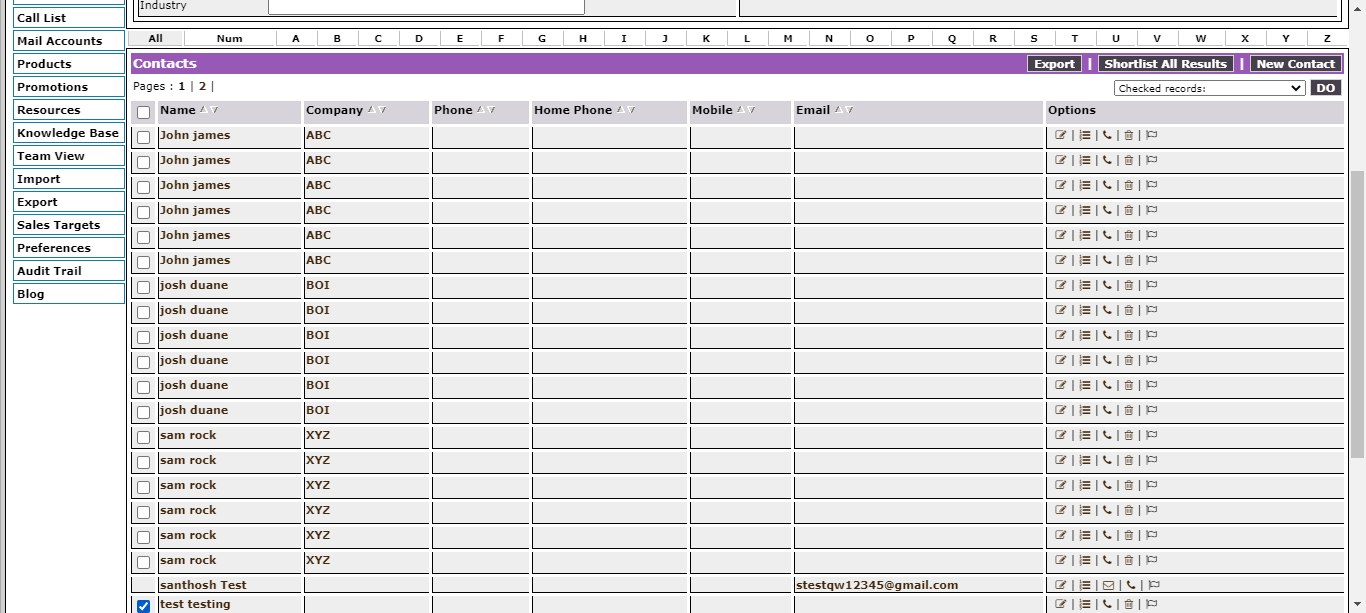 Industry
Call List
Mail Accounts
Products
Promotions
Resources
Knowledge Base
Team View
Import
Export
Sales Targets
Preferences
Audit Trail
Blog
All Num A B C D E F G H I J K L M N O P Q R S T U V W X Y Z
Contacts Export | Shortlist All Results | New Contact
Pages : 1 | 2 | Checked records: DO
Name Company Phone Home Phone Mobile Email Options
John james ABC | | | |
John james ABC | | | |
John james ABC | | | |
John james ABC | | | |
John james ABC | | | |
John james ABC | | | |
josh duane BOI | | | |
josh duane BOI | | | |
josh duane BOI | | | |
josh duane BOI | | | |
josh duane BOI | | | |
josh duane BOI | | | |
sam rock XYZ | | | |
sam rock XYZ | | | |
sam rock XYZ | | | |
sam rock XYZ | | | |
sam rock XYZ | | | |
sam rock XYZ | | | |
santhosh Test stestqw12345@gmail.com | | | |
test testing | | | |